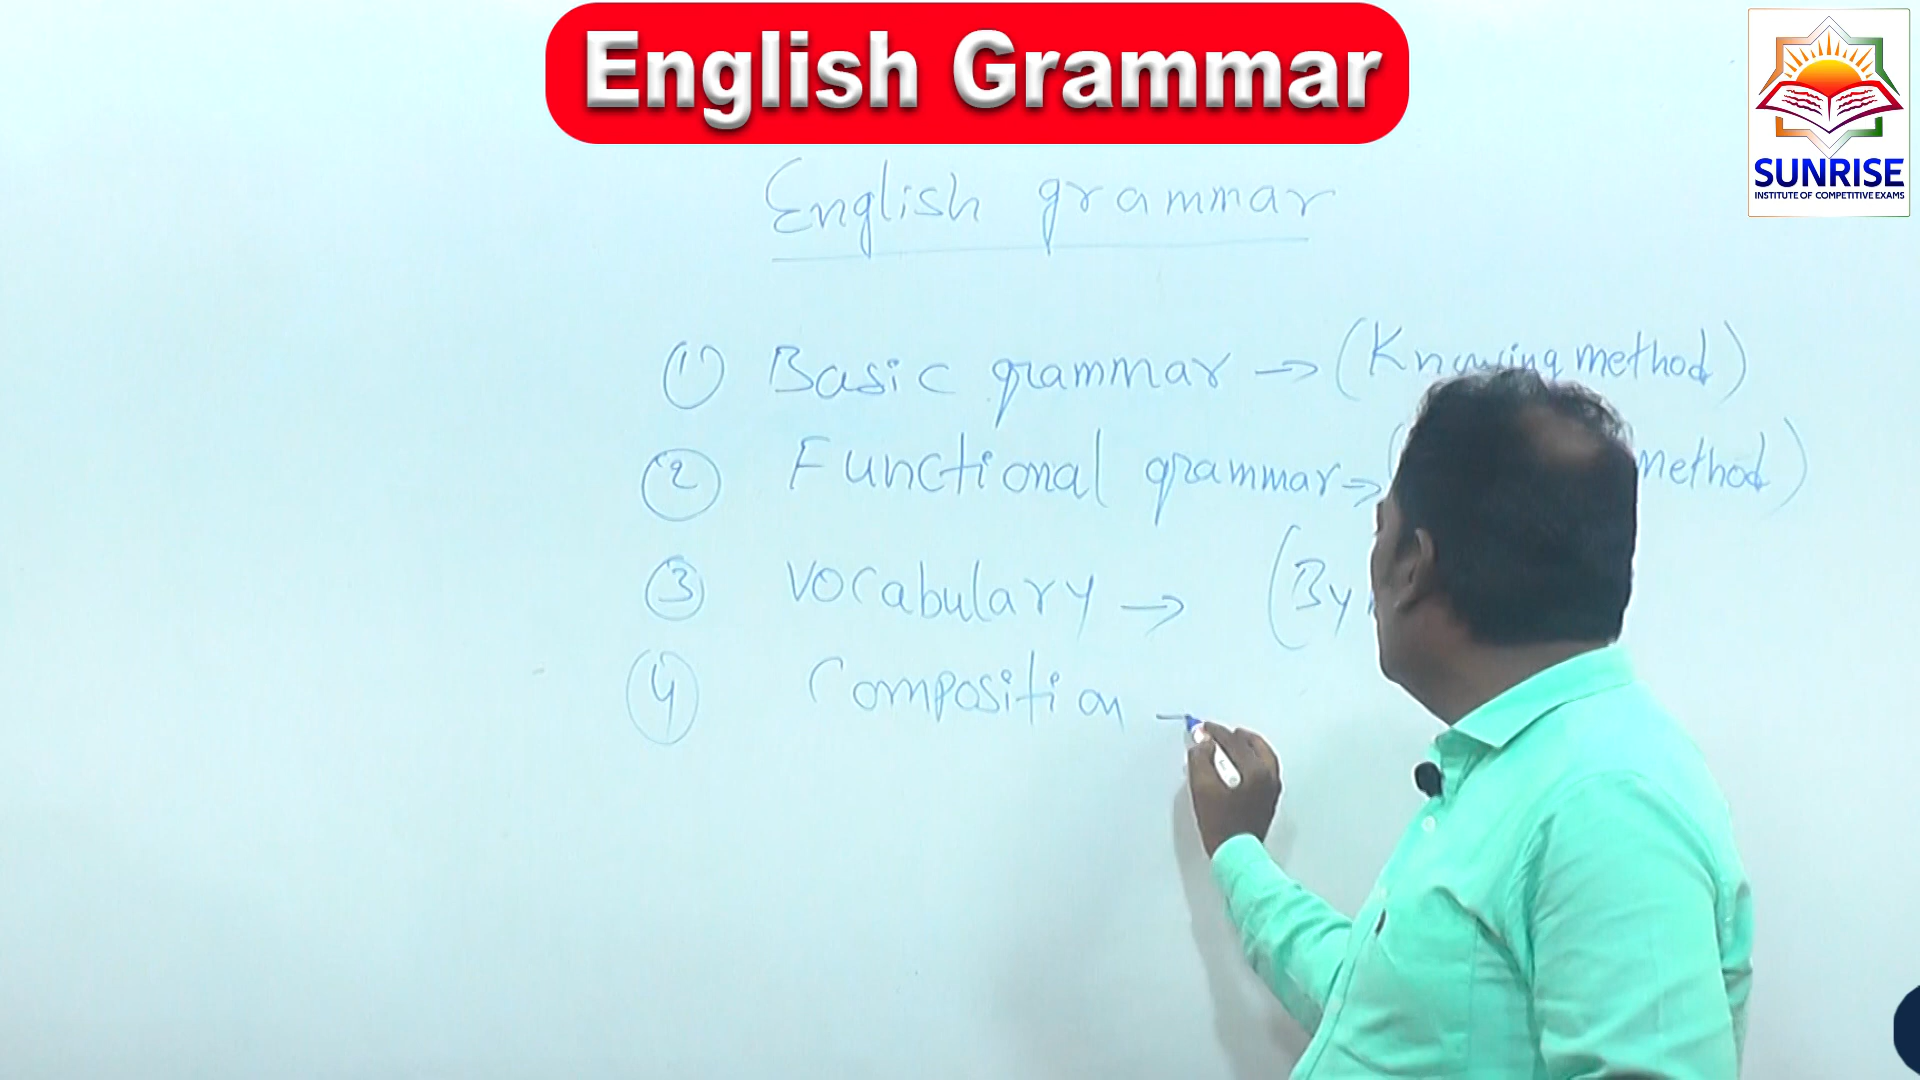 English Grammar
SUNRISE
INSTITUTE OF COMPETITIVE EXAMS
English grammar
1 Basic grammar → (Knowing method)
2 Functional grammar → ( method)
3 vocabulary → (By
4 Composition -